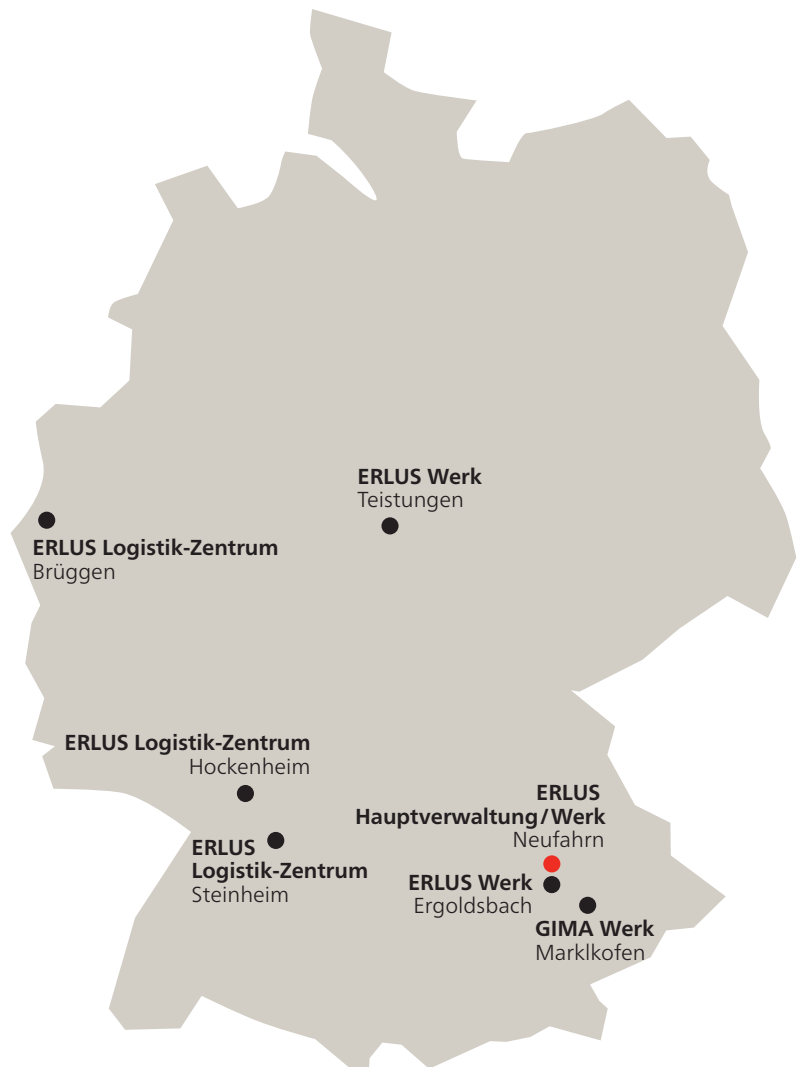 ERLUS Werk
Teistungen
ERLUS Logistik-Zentrum
Brüggen
ERLUS Logistik-Zentrum
Hockenheim
ERLUS
Hauptverwaltung/Werk
Neufahrn
ERLUS
Logistik-Zentrum
Steinheim
ERLUS Werk
Ergoldsbach
GIMA Werk
Marklkofen